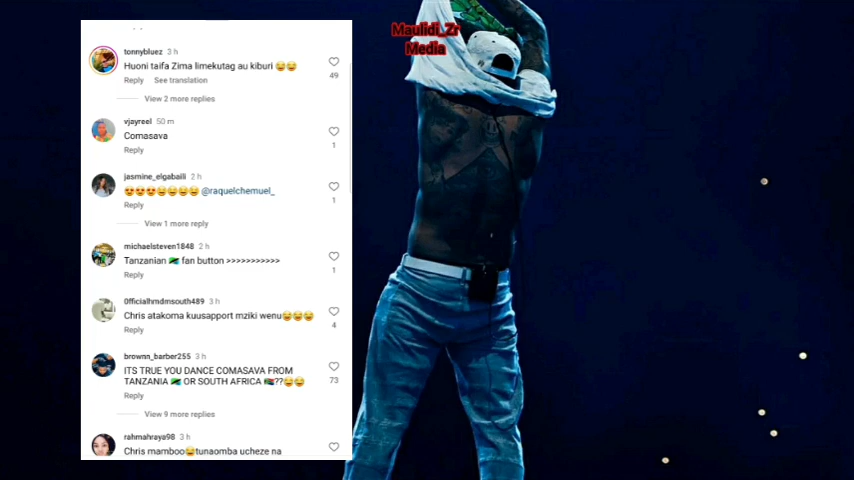 Maulidi_Zr
Media
tonnybluez 3 h
Huoni taifa Zima limekutag au kiburi 😂😂
49
Reply See translation
View 2 more replies
vjayreel 50 m
Comasava
1
Reply
jasmine_elgabaili 2 h
😍😍😍😂😂😂😂 @raquelchemuel_
1
Reply
View 1 more reply
michaelsteven1848 2 h
Tanzanian 🇹🇿 fan button >>>>>>>>>>>
1
Reply
0fficialhmdmsouth489 3 h
Chris atakoma kuusapport mziki wenu😂😂😂
4
Reply
brownn_barber255 3 h
ITS TRUE YOU DANCE COMASAVA FROM
TANZANIA 🇹🇿 OR SOUTH AFRICA 🇿🇦??😂😂
73
Reply
View 9 more replies
rahmahraya98 3 h
Chris mamboo😂tunaomba ucheze na